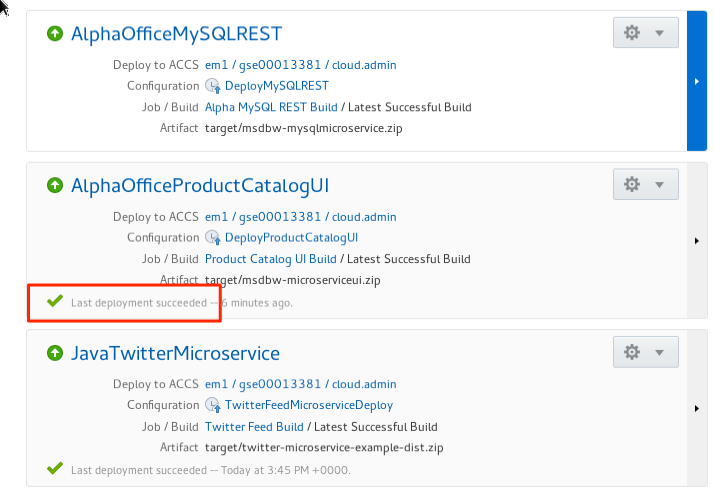 AlphaOfficeMySQLREST
Deploy to ACCS em1 / gse00013381 / cloud.admin
Configuration DeployMySQLREST
Job / Build Alpha MySQL REST Build / Latest Successful Build
Artifact target/msdbw-mysqlmicroservice.zip
AlphaOfficeProductCatalogUI
Deploy to ACCS em1 / gse00013381 / cloud.admin
Configuration DeployProductCatalogUI
Job / Build Product Catalog UI Build / Latest Successful Build
Artifact target/msdbw-microserviceui.zip
Last deployment succeeded -- 6 minutes ago.
JavaTwitterMicroservice
Deploy to ACCS em1 / gse00013381 / cloud.admin
Configuration TwitterFeedMicroserviceDeploy
Job / Build Twitter Feed Build / Latest Successful Build
Artifact target/twitter-microservice-example-dist.zip
Last deployment succeeded -- Today at 3:45 PM +0000.